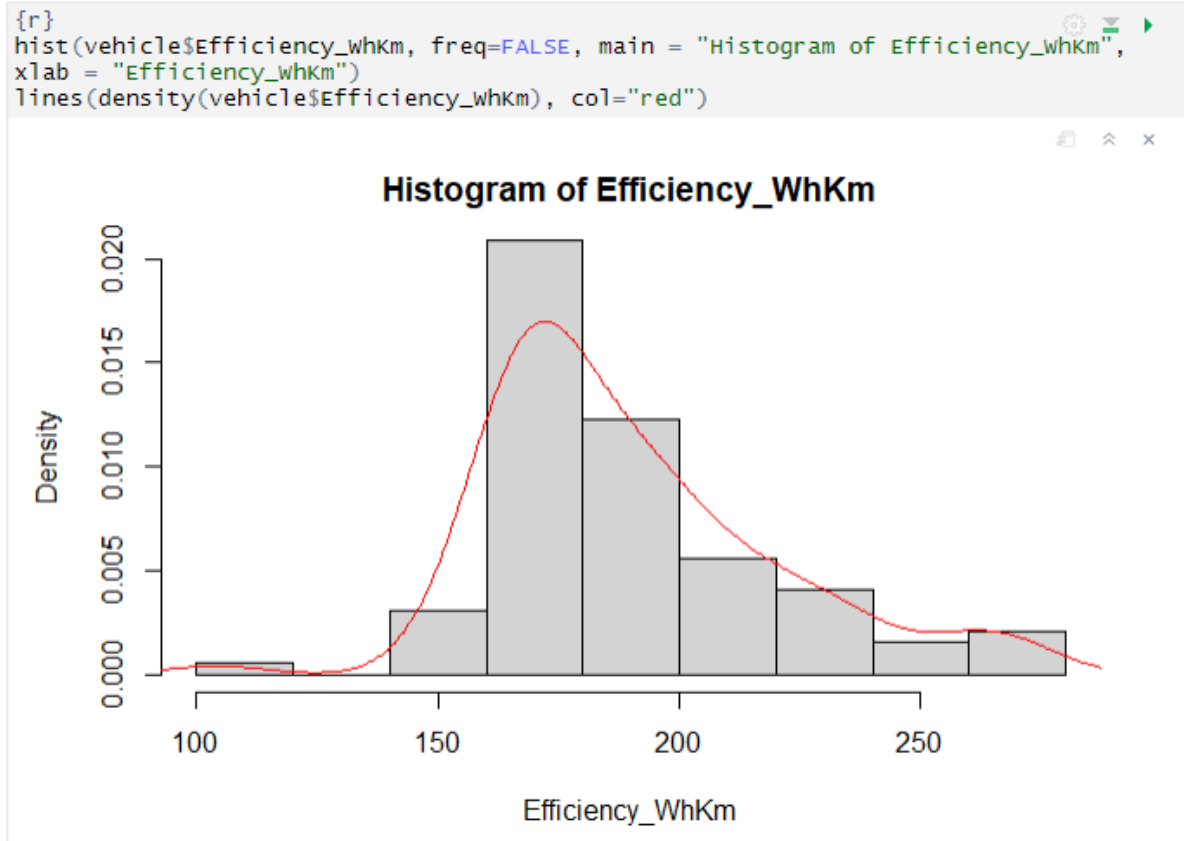 {r}
hist(vehicle$Efficiency_WhKm, freq=FALSE, main = "Histogram of Efficiency_WhKm",
xlab = "Efficiency_WhKm")
lines(density(vehicle$Efficiency_WhKm), col="red")
Histogram of Efficiency_WhKm
Density
0.020
0.015
0.010
0.005
0.000
100 150 200 250
Efficiency_WhKm